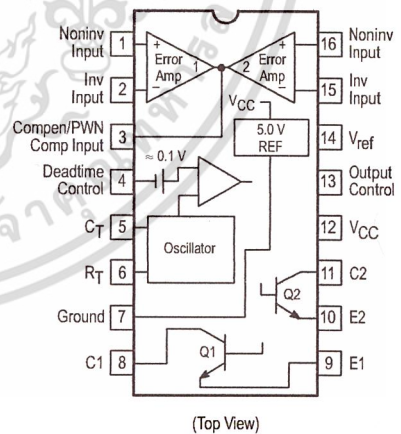 Noninv
Input 1
Inv
Input 2
Compen/PWN
Comp Input 3
Deadtime
Control 4
CT 5
RT 6
Ground 7
C1 8
+
Error
Amp
1
−
+
Error
Amp
2
−
VCC
5.0 V
REF
≈ 0.1 V
Oscillator
Q2
Q1
16 Noninv
Input
15 Inv
Input
14 Vref
13 Output
Control
12 VCC
11 C2
10 E2
9 E1
(Top View)